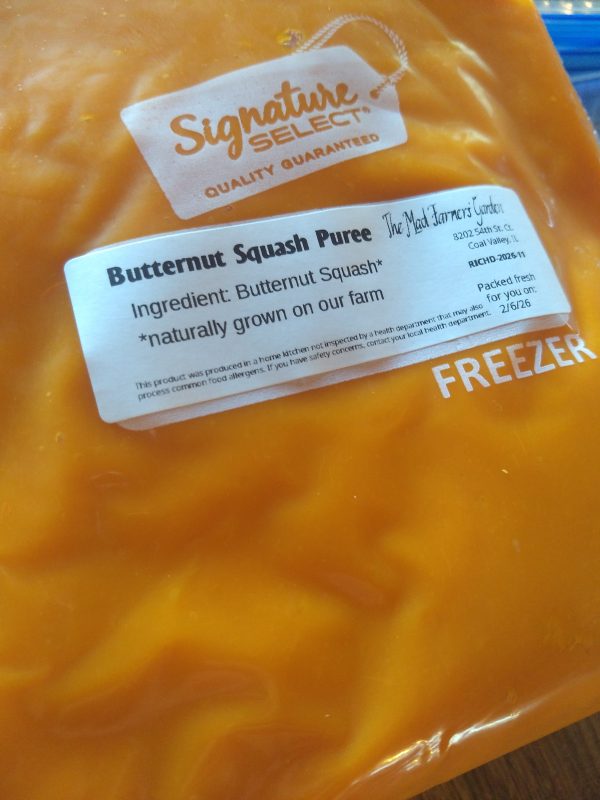 Signature
SELECT®
QUALITY GUARANTEED
Butternut Squash Puree
Ingredient: Butternut Squash*
*naturally grown on our farm
This product was produced in a home kitchen not inspected by a health department that may also
process common food allergens. If you have safety concerns, contact your local health department.
The Mad Farmers Garden
8202 54th St. Ct.
Coal Valley, IL
RICHD-2025-11
Packed fresh
for you on:
2/6/26
FREEZER